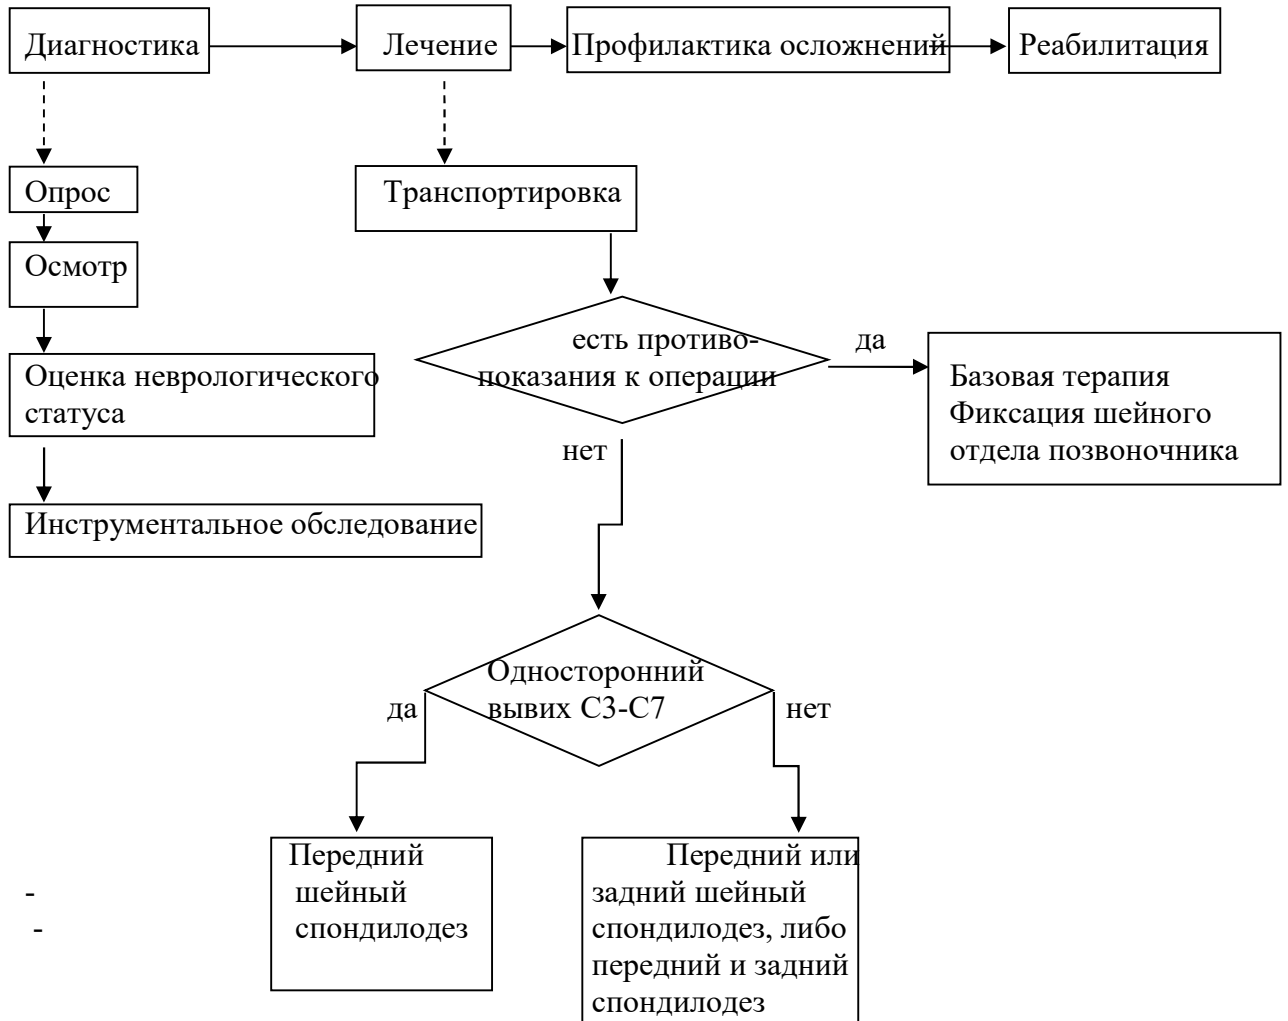 Диагностика
Лечение
Профилактика осложнений
Реабилитация
Опрос
Транспортировка
Осмотр
есть противо-
показания к операции
да
Базовая терапия
Фиксация шейного
отдела позвоночника
Оценка неврологического
статуса
нет
Инструментальное обследование
Односторонний
вывих С3-С7
да
нет
Передний
шейный
спондилодез
Передний или
задний шейный
спондилодез, либо
передний и задний
спондилодез
-
-